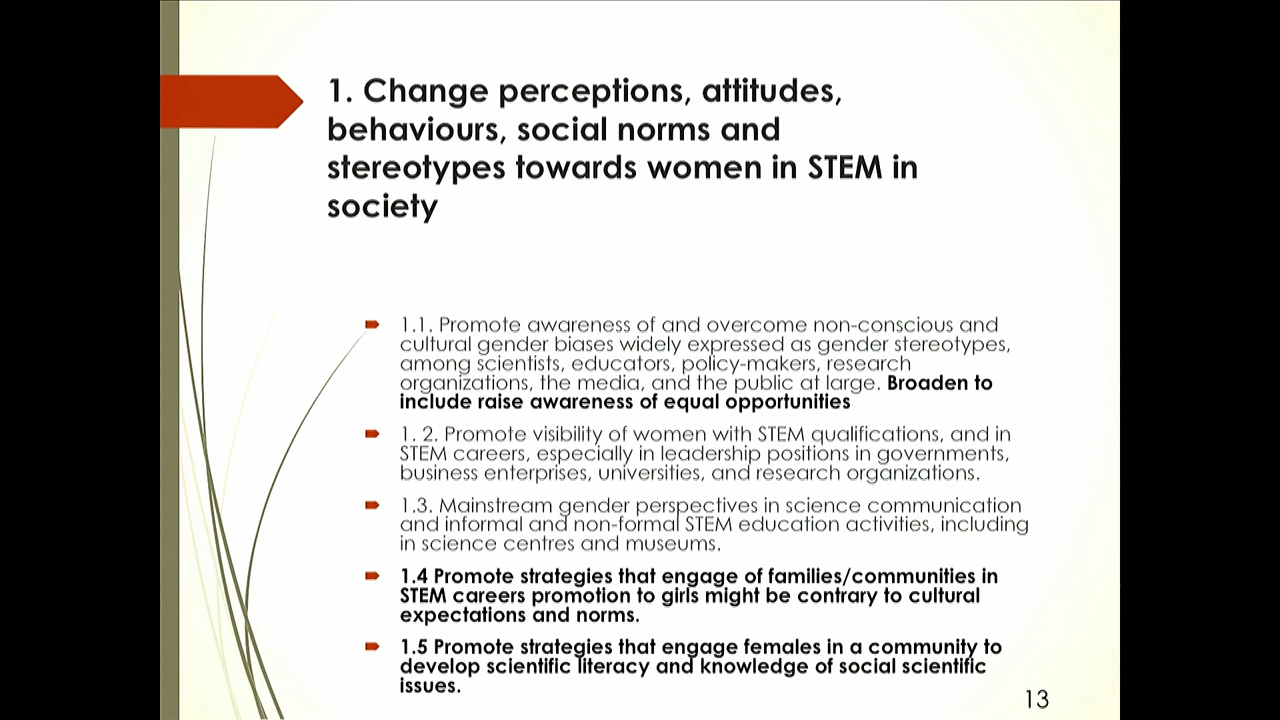 1. Change perceptions, attitudes,
behaviours, social norms and
stereotypes towards women in STEM in
society
1.1. Promote awareness of and overcome non-conscious and
cultural gender biases widely expressed as gender stereotypes,
among scientists, educators, policy-makers, research
organizations, the media, and the public at large. Broaden to
include raise awareness of equal opportunities
1. 2. Promote visibility of women with STEM qualifications, and in
STEM careers, especially in leadership positions in governments,
business enterprises, universities, and research organizations.
1.3. Mainstream gender perspectives in science communication
and informal and non-formal STEM education activities, including
in science centres and museums.
1.4 Promote strategies that engage of families/communities in
STEM careers promotion to girls might be contrary to cultural
expectations and norms.
1.5 Promote strategies that engage females in a community to
develop scientific literacy and knowledge of social scientific
issues.
13